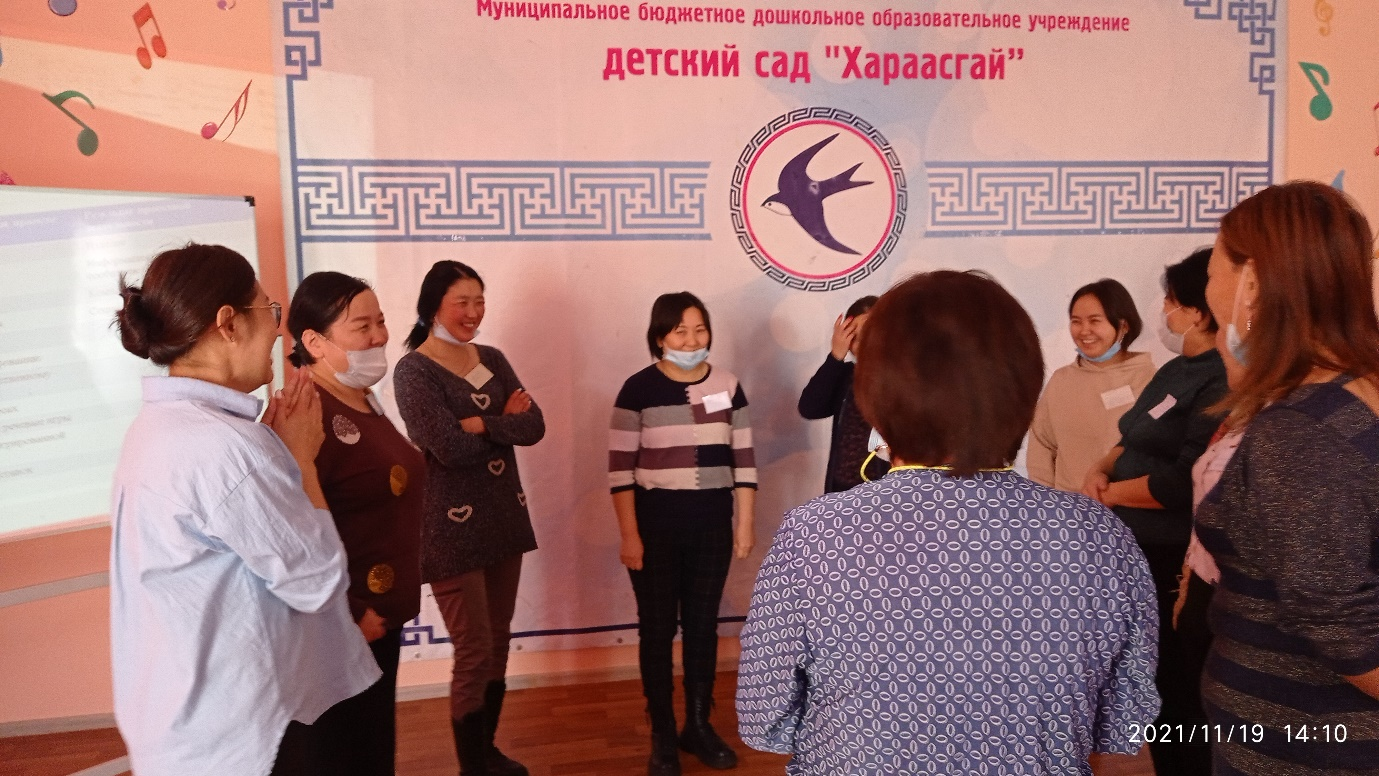 Муниципальное бюджетное дошкольное образовательное учреждение
детский сад "Хараасгай”
2021/11/19 14:10